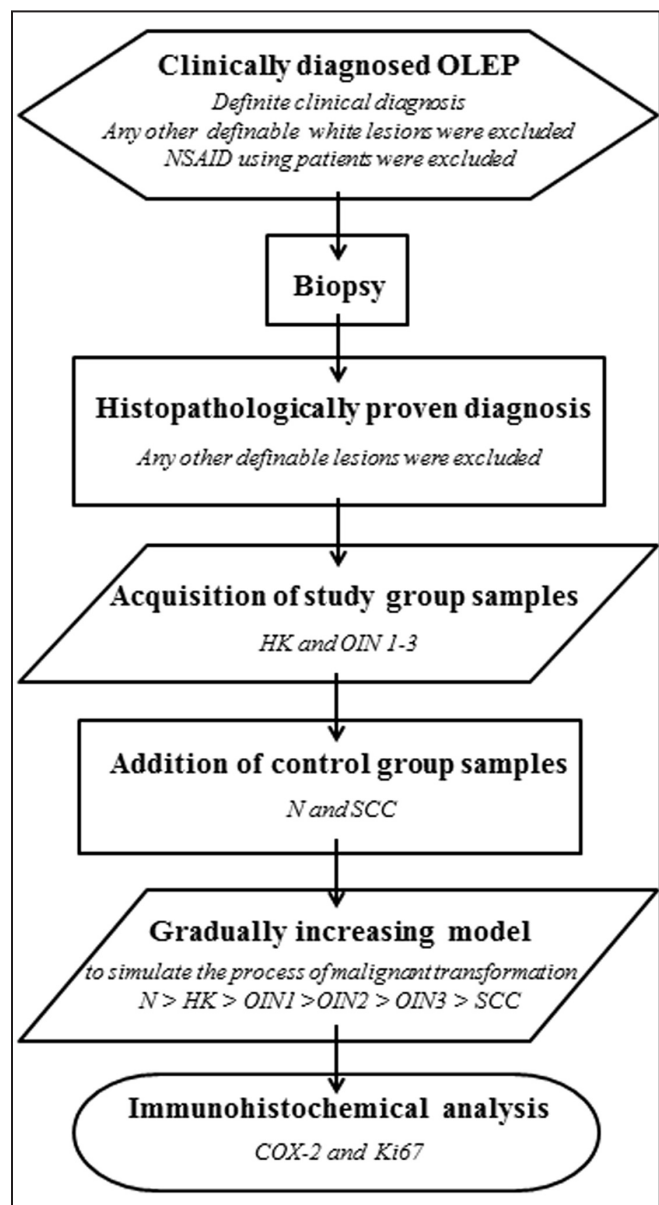 Clinically diagnosed OLEP
Definite clinical diagnosis
Any other definable white lesions were excluded
NSAID using patients were excluded
Biopsy
Histopathologically proven diagnosis
Any other definable lesions were excluded
Acquisition of study group samples
HK and OIN 1-3
Addition of control group samples
N and SCC
Gradually increasing model
to simulate the process of malignant transformation
N > HK > OIN1 >OIN2 > OIN3 > SCC
Immunohistochemical analysis
COX-2 and Ki67